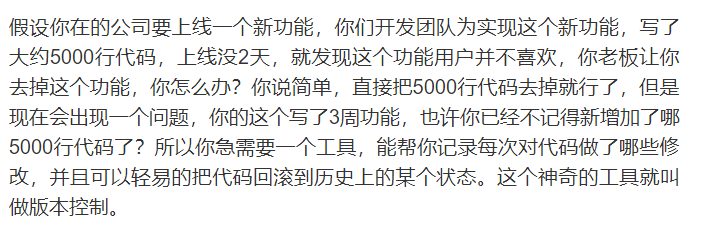 假设你在的公司要上线一个新功能，你们开发团队为实现这个新功能，写了
大约5000行代码，上线没2天，就发现这个功能用户并不喜欢，你老板让你
去掉这个功能，你怎么办？你说简单，直接把5000行代码去掉就行了，但是
现在会出现一个问题，你的这个写了3周功能，也许你已经不记得新增加了哪
5000行代码了？所以你急需要一个工具，能帮你记录每次对代码做了哪些修
改，并且可以轻易的把代码回滚到历史上的某个状态。这个神奇的工具就叫
做版本控制。